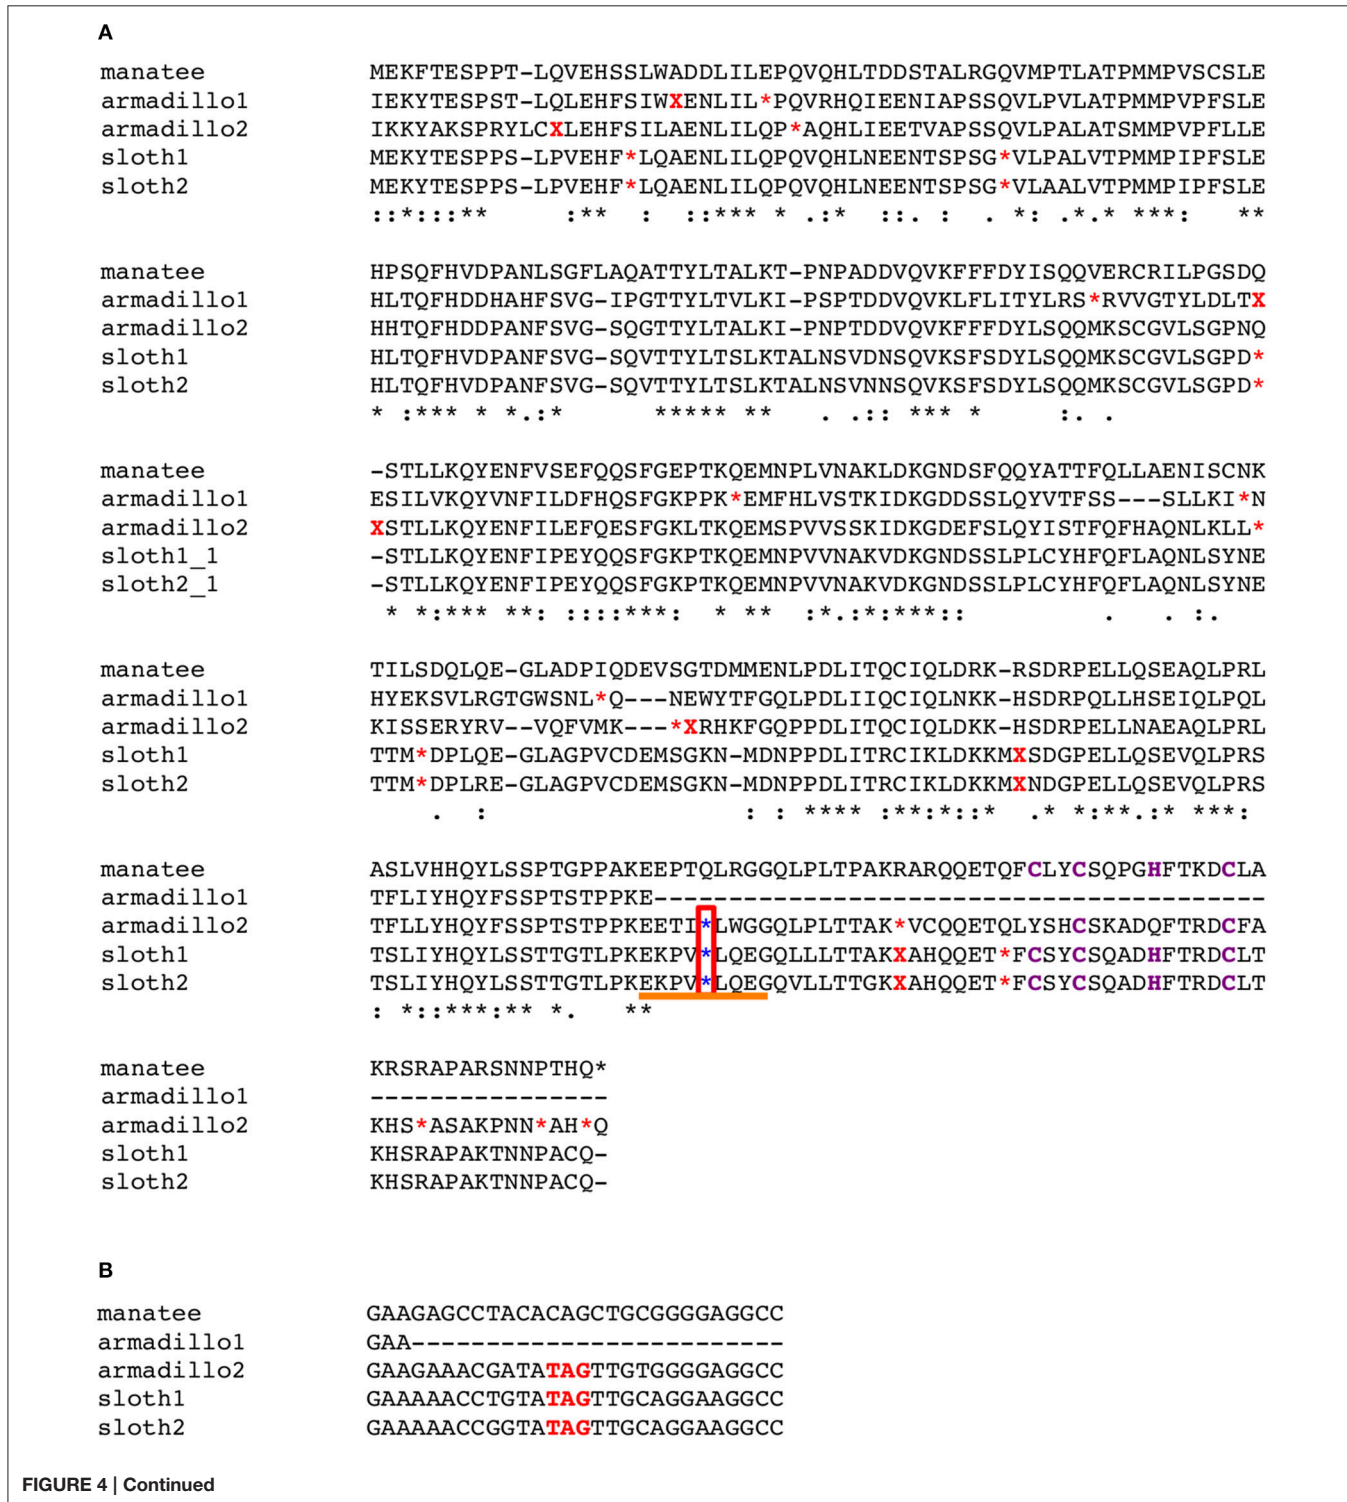 A
manatee MEKFTESPPT-LQVEHSSLWADDLILEPQVQHLTDDSTALRGQVMPTLATPMMPVSCSLE
armadillo1 IEKYTESPST-LQLEHFSIWXENLIL*PQVRHQIEENIAPSSQVLPVLATPMMPVPFSLE
armadillo2 IKKYAKSPRYLCXLEHFSILAENLILQP*AQHLIEETVAPSSQVLPALATSMMPVPFLLE
sloth1 MEKYTESPPS-LPVEHF*LQAENLILQPQVQHLNEENTSPSG*VLPALVTPMMPIPFSLE
sloth2 MEKYTESPPS-LPVEHF*LQAENLILQPQVQHLNEENTSPSG*VLAALVTPMMPIPFSLE
::*:::** :** : ::*** * .:* ::. : . *: .*.* ***: **
manatee HPSQFHVDPANLSGFLAQATTYLTALKT-PNPADDVQVKFFFDYISQQVERCRILPGSDQ
armadillo1 HLTQFHDDHAHFSVG-IPGTTYLTVLKI-PSPTDDVQVKLFLITYLRS*RVVGTYLDLTX
armadillo2 HHTQFHDDPANFSVG-SQGTTYLTALKI-PNPTDDVQVKFFFDYLSQQMKSCGVLSGPNQ
sloth1 HLTQFHVDPANFSVG-SQVTTYLTSLKTALNSVDNSQVKSFSDYLSQQMKSCGVLSGPD*
sloth2 HLTQFHVDPANFSVG-SQVTTYLTSLKTALNSVNNSQVKSFSDYLSQQMKSCGVLSGPD*
* :*** * *.:* ***** ** . .:: *** * :. .
manatee -STLLKQYENFVSEFQQSFGEPTKQEMNPLVNAKLDKGNDSFQQYATTFQLLAENISCNK
armadillo1 ESILVKQYVNFILDFHQSFGKPPK*EMFHLVSTKIDKGDDSSLQYVTFSS---SLLKI*N
armadillo2 XSTLLKQYENFILEFQESFGKLTKQEMSPVVSSKIDKGDEFSLQYISTFQFHAQNLKLL*
sloth1_1 -STLLKQYENFIPEYQQSFGKPTKQEMNPVVNAKVDKGNDSSLPLCYHFQFLAQNLSYNE
sloth2_1 -STLLKQYENFIPEYQQSFGKPTKQEMNPVVNAKVDKGNDSSLPLCYHFQFLAQNLSYNE
* *:*** **: ::::***: * ** :*.:*:***:: . . :.
manatee TILSDQLQE-GLADPIQDEVSGTDMMENLPDLITQCIQLDRK-RSDRPELLQSEAQLPRL
armadillo1 HYEKSVLRGTGWSNL*Q---NEWYTFGQLPDLIIQCIQLNKK-HSDRPQLLHSEIQLPQL
armadillo2 KISSERYRV--VQFVMK---*XRHKFGQPPDLITQCIQLDKK-HSDRPELLNAEAQLPRL
sloth1 TTM*DPLQE-GLAGPVCDEMSGKN-MDNPPDLITRCIKLDKKMXSDGPELLQSEVQLPRS
sloth2 TTM*DPLRE-GLAGPVCDEMSGKN-MDNPPDLITRCIKLDKKMXNDGPELLQSEVQLPRS
. : : : **** :**:*::* .* *:**.:* ***:
manatee ASLVHHQYLSSPTGPPAKEEPTQLRGGQLPLTPAKRARQQETQFCLYCSQPGHFTKDCLA
armadillo1 TFLIYHQYFSSPTSTPPKE-----------------------------------------
armadillo2 TFLLYHQYFSSPTSTPPKEETI*LWGGQLPLTTAK*VCQQETQLYSHCSKADQFTRDCFA
sloth1 TSLIYHQYLSSTTGTLPKEKPV*LQEGQLLLTTAKXAHQQET*FCSYCSQADHFTRDCLT
sloth2 TSLIYHQYLSSTTGTLPKEKPV*LQEGQVLLTTGKXAHQQET*FCSYCSQADHFTRDCLT
: *::***:** *. **
manatee KRSRAPARSNNPTHQ*
armadillo1 ----------------
armadillo2 KHS*ASAKPNN*AH*Q
sloth1 KHSRAPAKTNNPACQ-
sloth2 KHSRAPAKTNNPACQ-
B
manatee GAAGAGCCTACACAGCTGCGGGGAGGCC
armadillo1 GAA-------------------------
armadillo2 GAAGAAACGATATAGTTGTGGGGAGGCC
sloth1 GAAAAACCTGTATAGTTGCAGGAAGGCC
sloth2 GAAAAACCGGTATAGTTGCAGGAAGGCC
FIGURE 4 | Continued